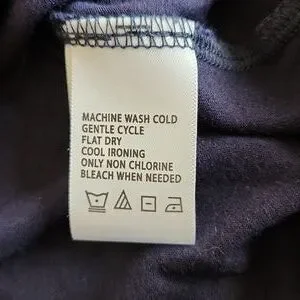 MACHINE WASH COLD
GENTLE CYCLE
FLAT DRY
COOL IRONING
ONLY NON CHLORINE
BLEACH WHEN NEEDED